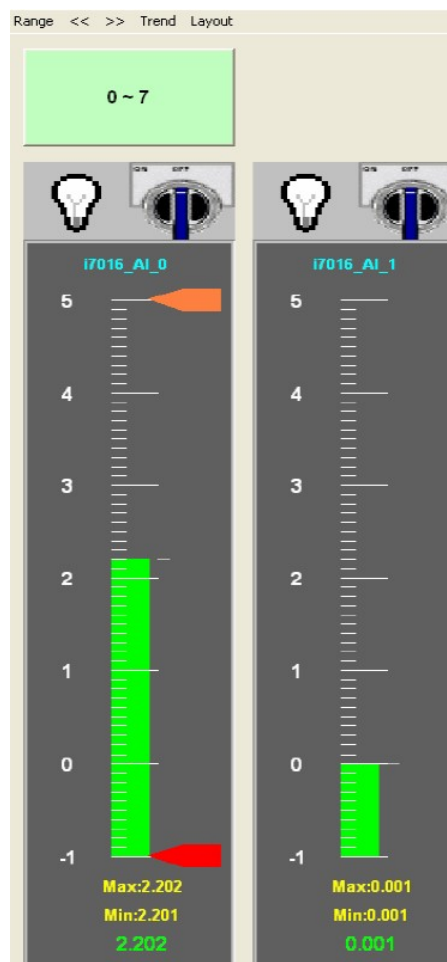 Range << >> Trend Layout
0 ~ 7
ON OFF
ON OFF
i7016_AI_0
5
4
3
2
1
0
-1
Max:2.202
Min:2.201
2.202
i7016_AI_1
5
4
3
2
1
0
-1
Max:0.001
Min:0.001
0.001